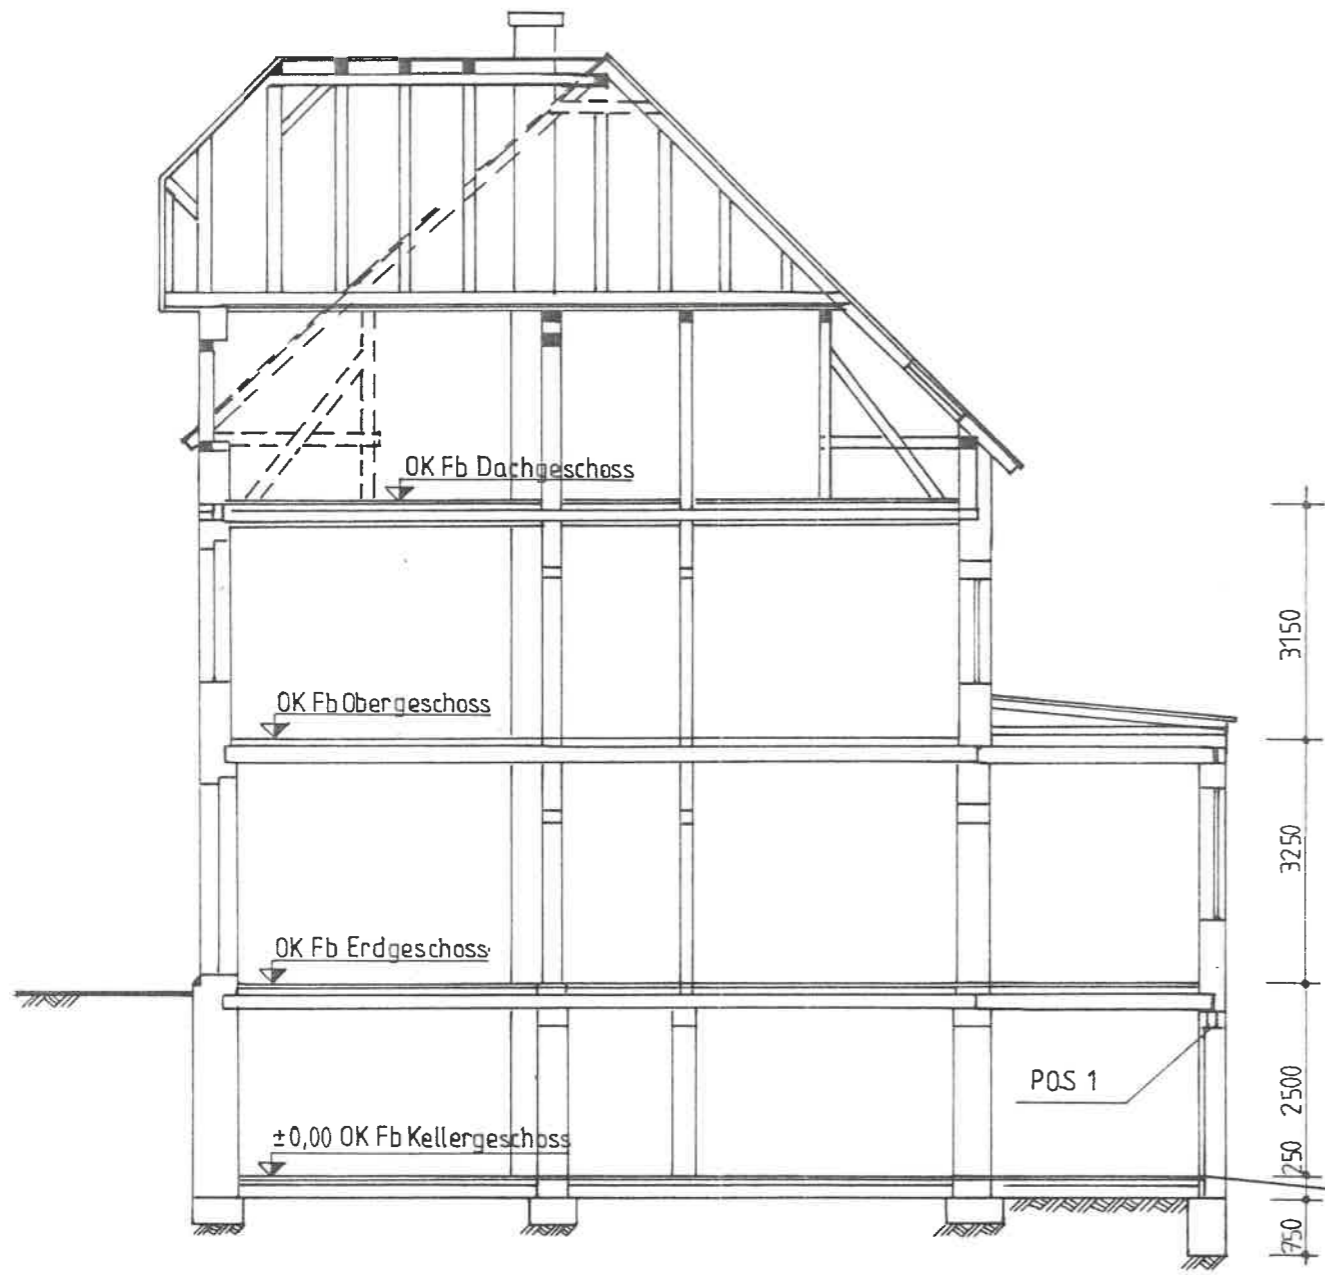 OK Fb Dachgeschoss
3150
OK Fb Obergeschoss
3250
OK Fb Erdgeschoss
POS 1
2500
±0,00 OK Fb Kellergeschoss
250
750